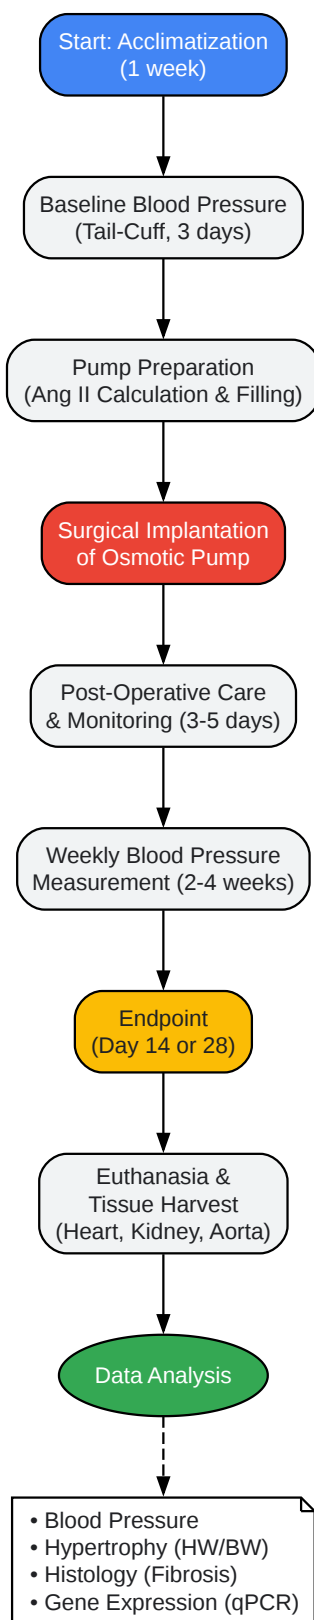 Start: Acclimatization
(1 week)
Baseline Blood Pressure
(Tail-Cuff, 3 days)
Pump Preparation
(Ang II Calculation & Filling)
Surgical Implantation
of Osmotic Pump
Post-Operative Care
& Monitoring (3-5 days)
Weekly Blood Pressure
Measurement (2-4 weeks)
Endpoint
(Day 14 or 28)
Euthanasia &
Tissue Harvest
(Heart, Kidney, Aorta)
Data Analysis
• Blood Pressure
• Hypertrophy (HW/BW)
• Histology (Fibrosis)
• Gene Expression (qPCR)